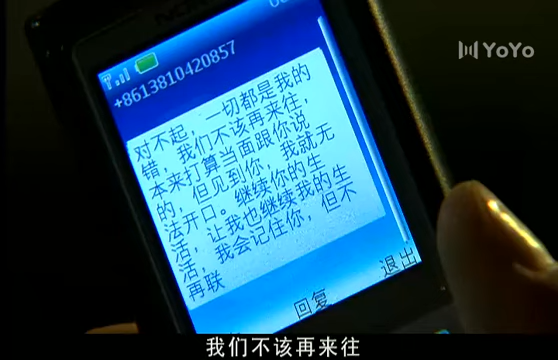 YoYo
+8613810420857
对不起，一切都是我的
错，我们不该再来往，
本来打算当面跟你说
的，但见到你，我就无
法开口。继续你的生
活，让我也继续我的生
活，我会记住你，但不
再联
回复
退出
我们不该再来往